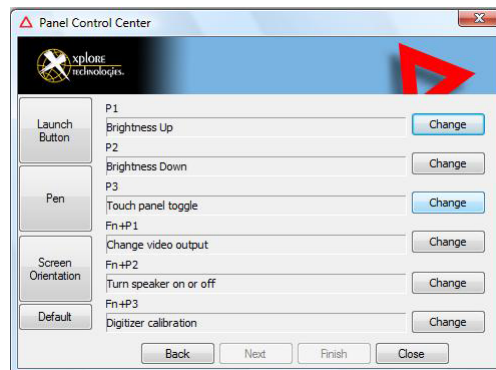 Panel Control Center
xplore
Technologies.
Launch
Button
Pen
Screen
Orientation
Default
P1
Brightness Up
Change
P2
Brightness Down
Change
P3
Touch panel toggle
Change
Fn+P1
Change video output
Change
Fn+P2
Turn speaker on or off
Change
Fn+P3
Digitizer calibration
Change
Back
Next
Finish
Close